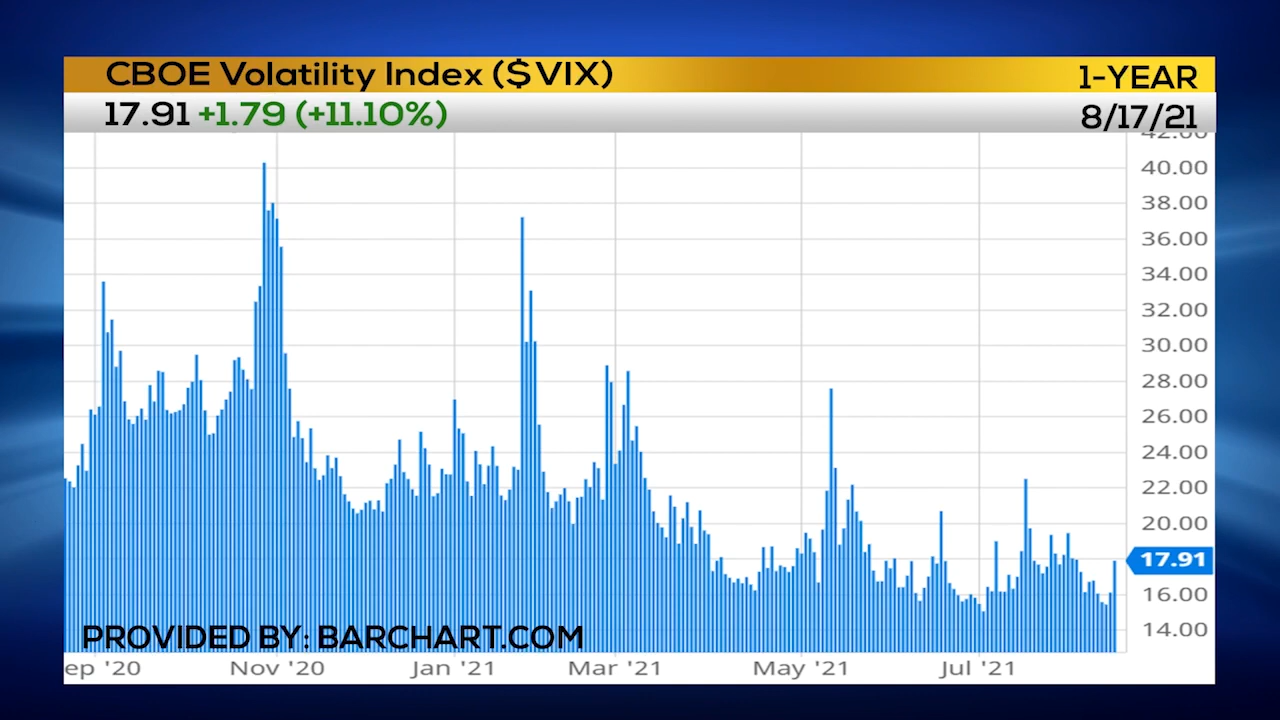 CBOE Volatility Index ($VIX)
1-YEAR
17.91 +1.79 (+11.10%)
8/17/21
42.00
40.00
38.00
36.00
34.00
32.00
30.00
28.00
26.00
24.00
22.00
20.00
17.91
16.00
14.00
PROVIDED BY: BARCHART.COM
ep '20
Nov '20
Jan '21
Mar '21
May '21
Jul '21